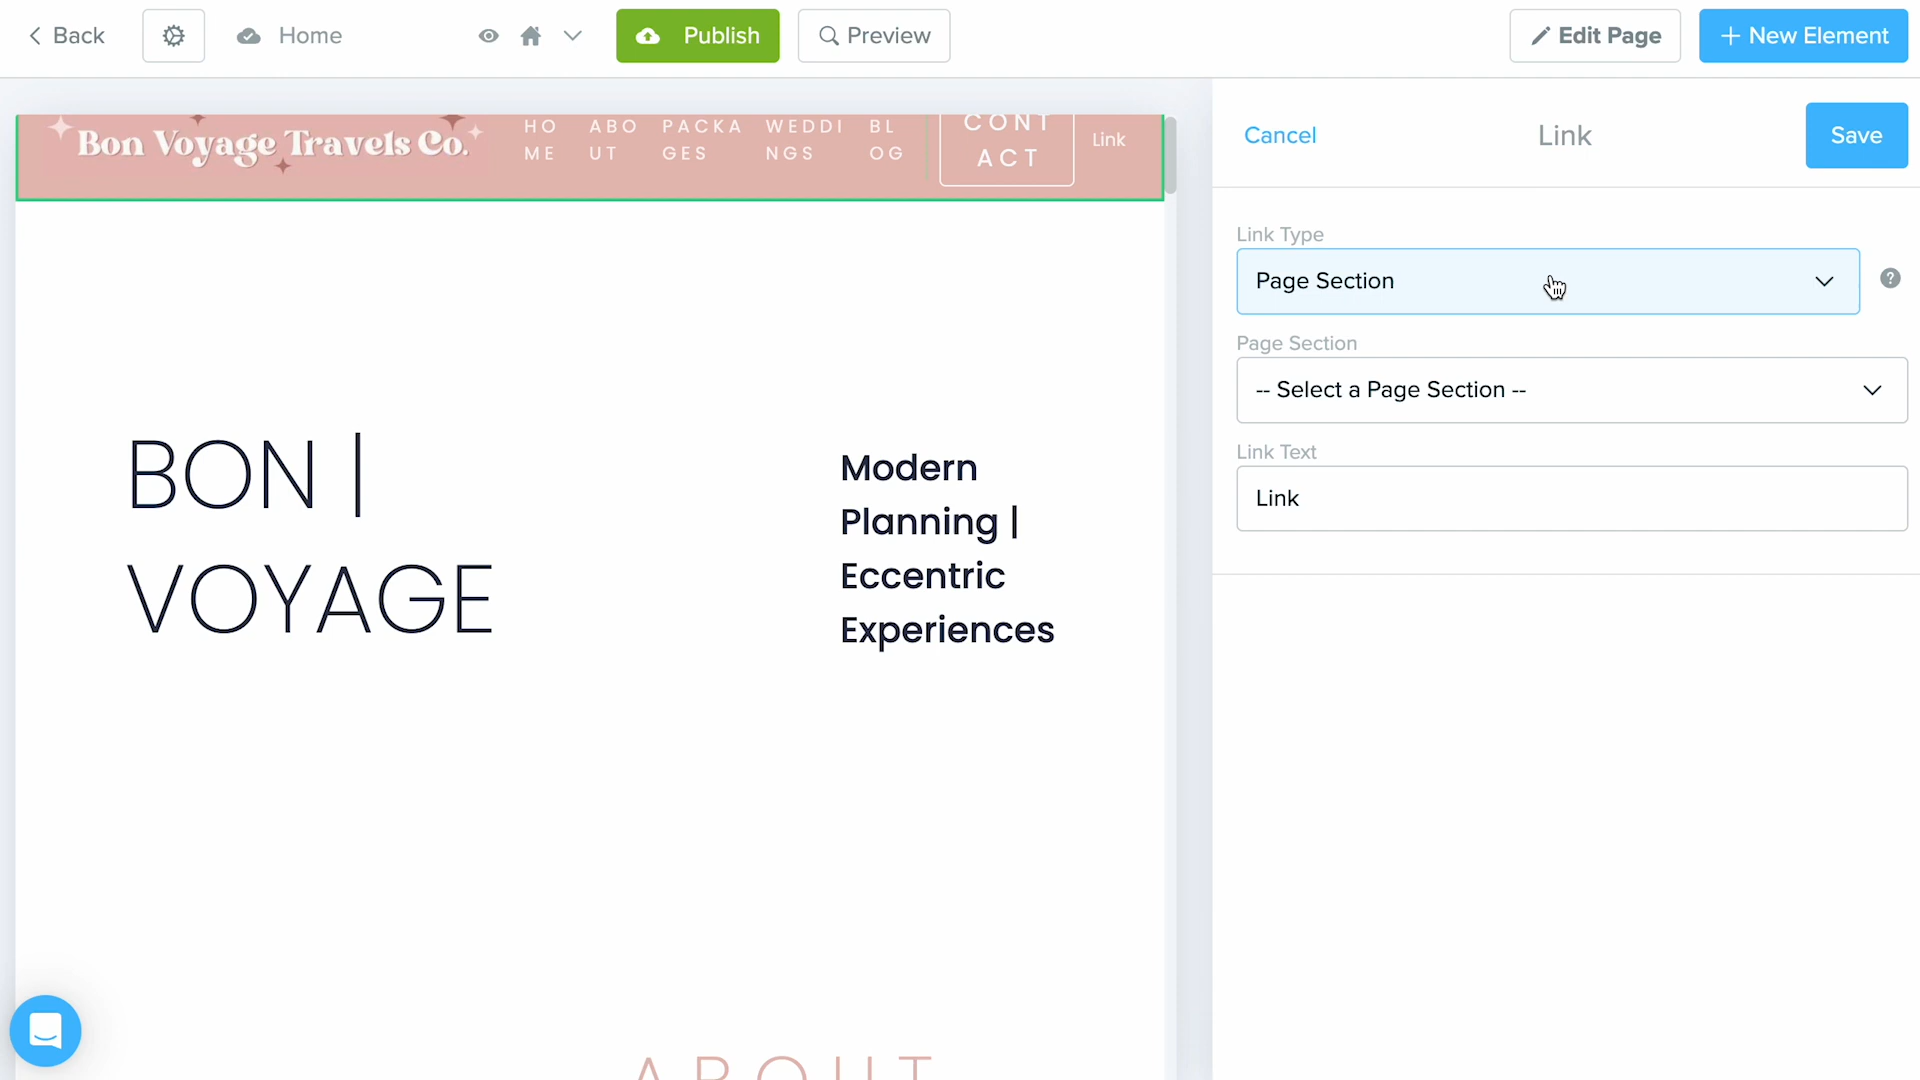 Back
Home
Publish
Preview
Edit Page
+ New Element
Bon Voyage Travels Co.
HO
ME
ABO
UT
PACKA
GES
WEDDI
NGS
BL
OG
CONT
ACT
Link
BON |
VOYAGE
Modern
Planning |
Eccentric
Experiences
ABOUT
Cancel
Link
Save
Link Type
Page Section
?
Page Section
-- Select a Page Section --
Link Text
Link